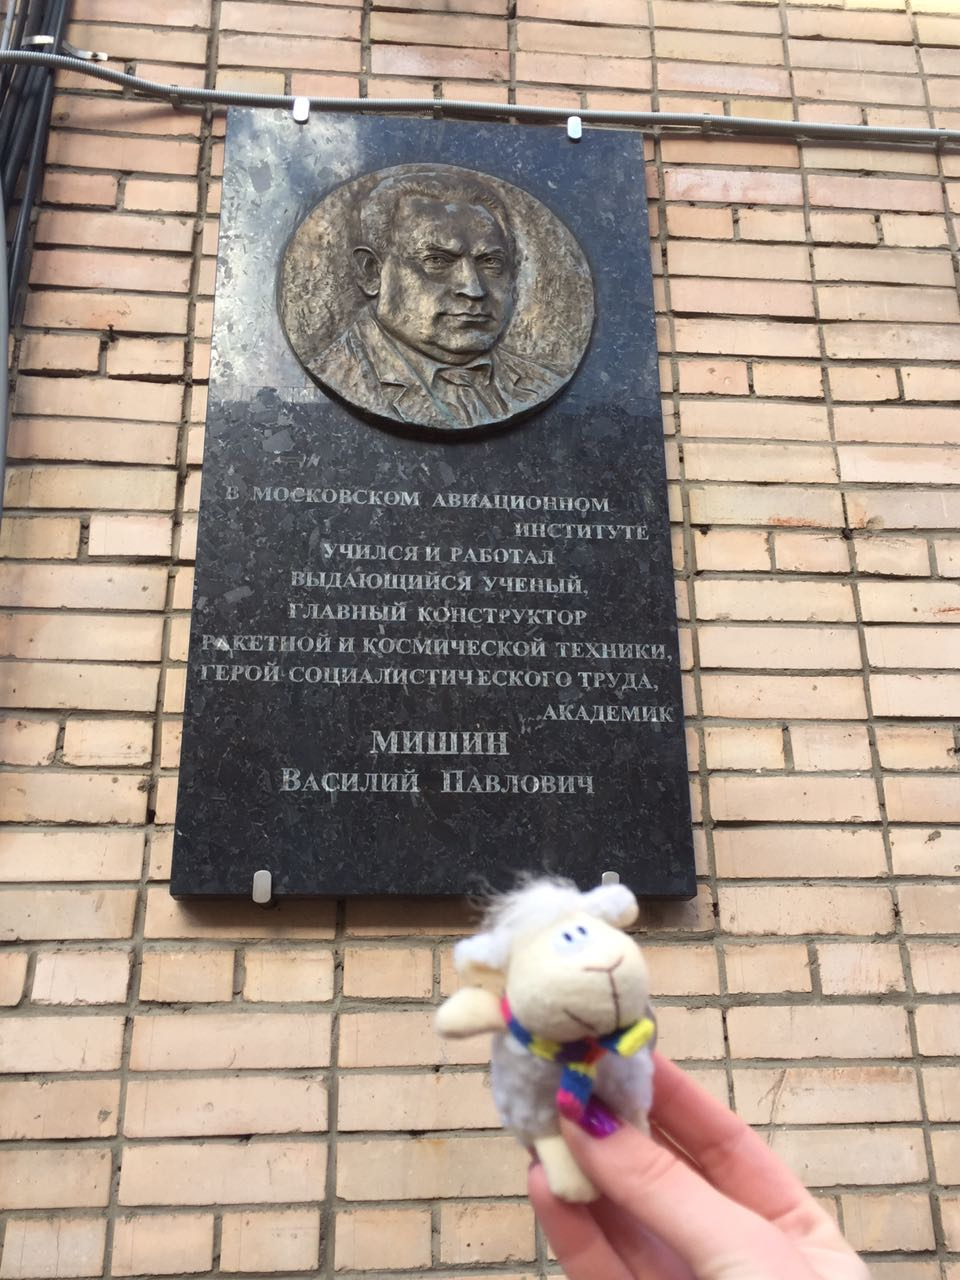 В МОСКОВСКОМ АВИАЦИОННОМ
ИНСТИТУТЕ
УЧИЛСЯ И РАБОТАЛ
ВЫДАЮЩИЙСЯ УЧЕНЫЙ,
ГЛАВНЫЙ КОНСТРУКТОР
РАКЕТНОЙ И КОСМИЧЕСКОЙ ТЕХНИКИ,
ГЕРОЙ СОЦИАЛИСТИЧЕСКОГО ТРУДА,
АКАДЕМИК
МИШИН
ВАСИЛИЙ ПАВЛОВИЧ